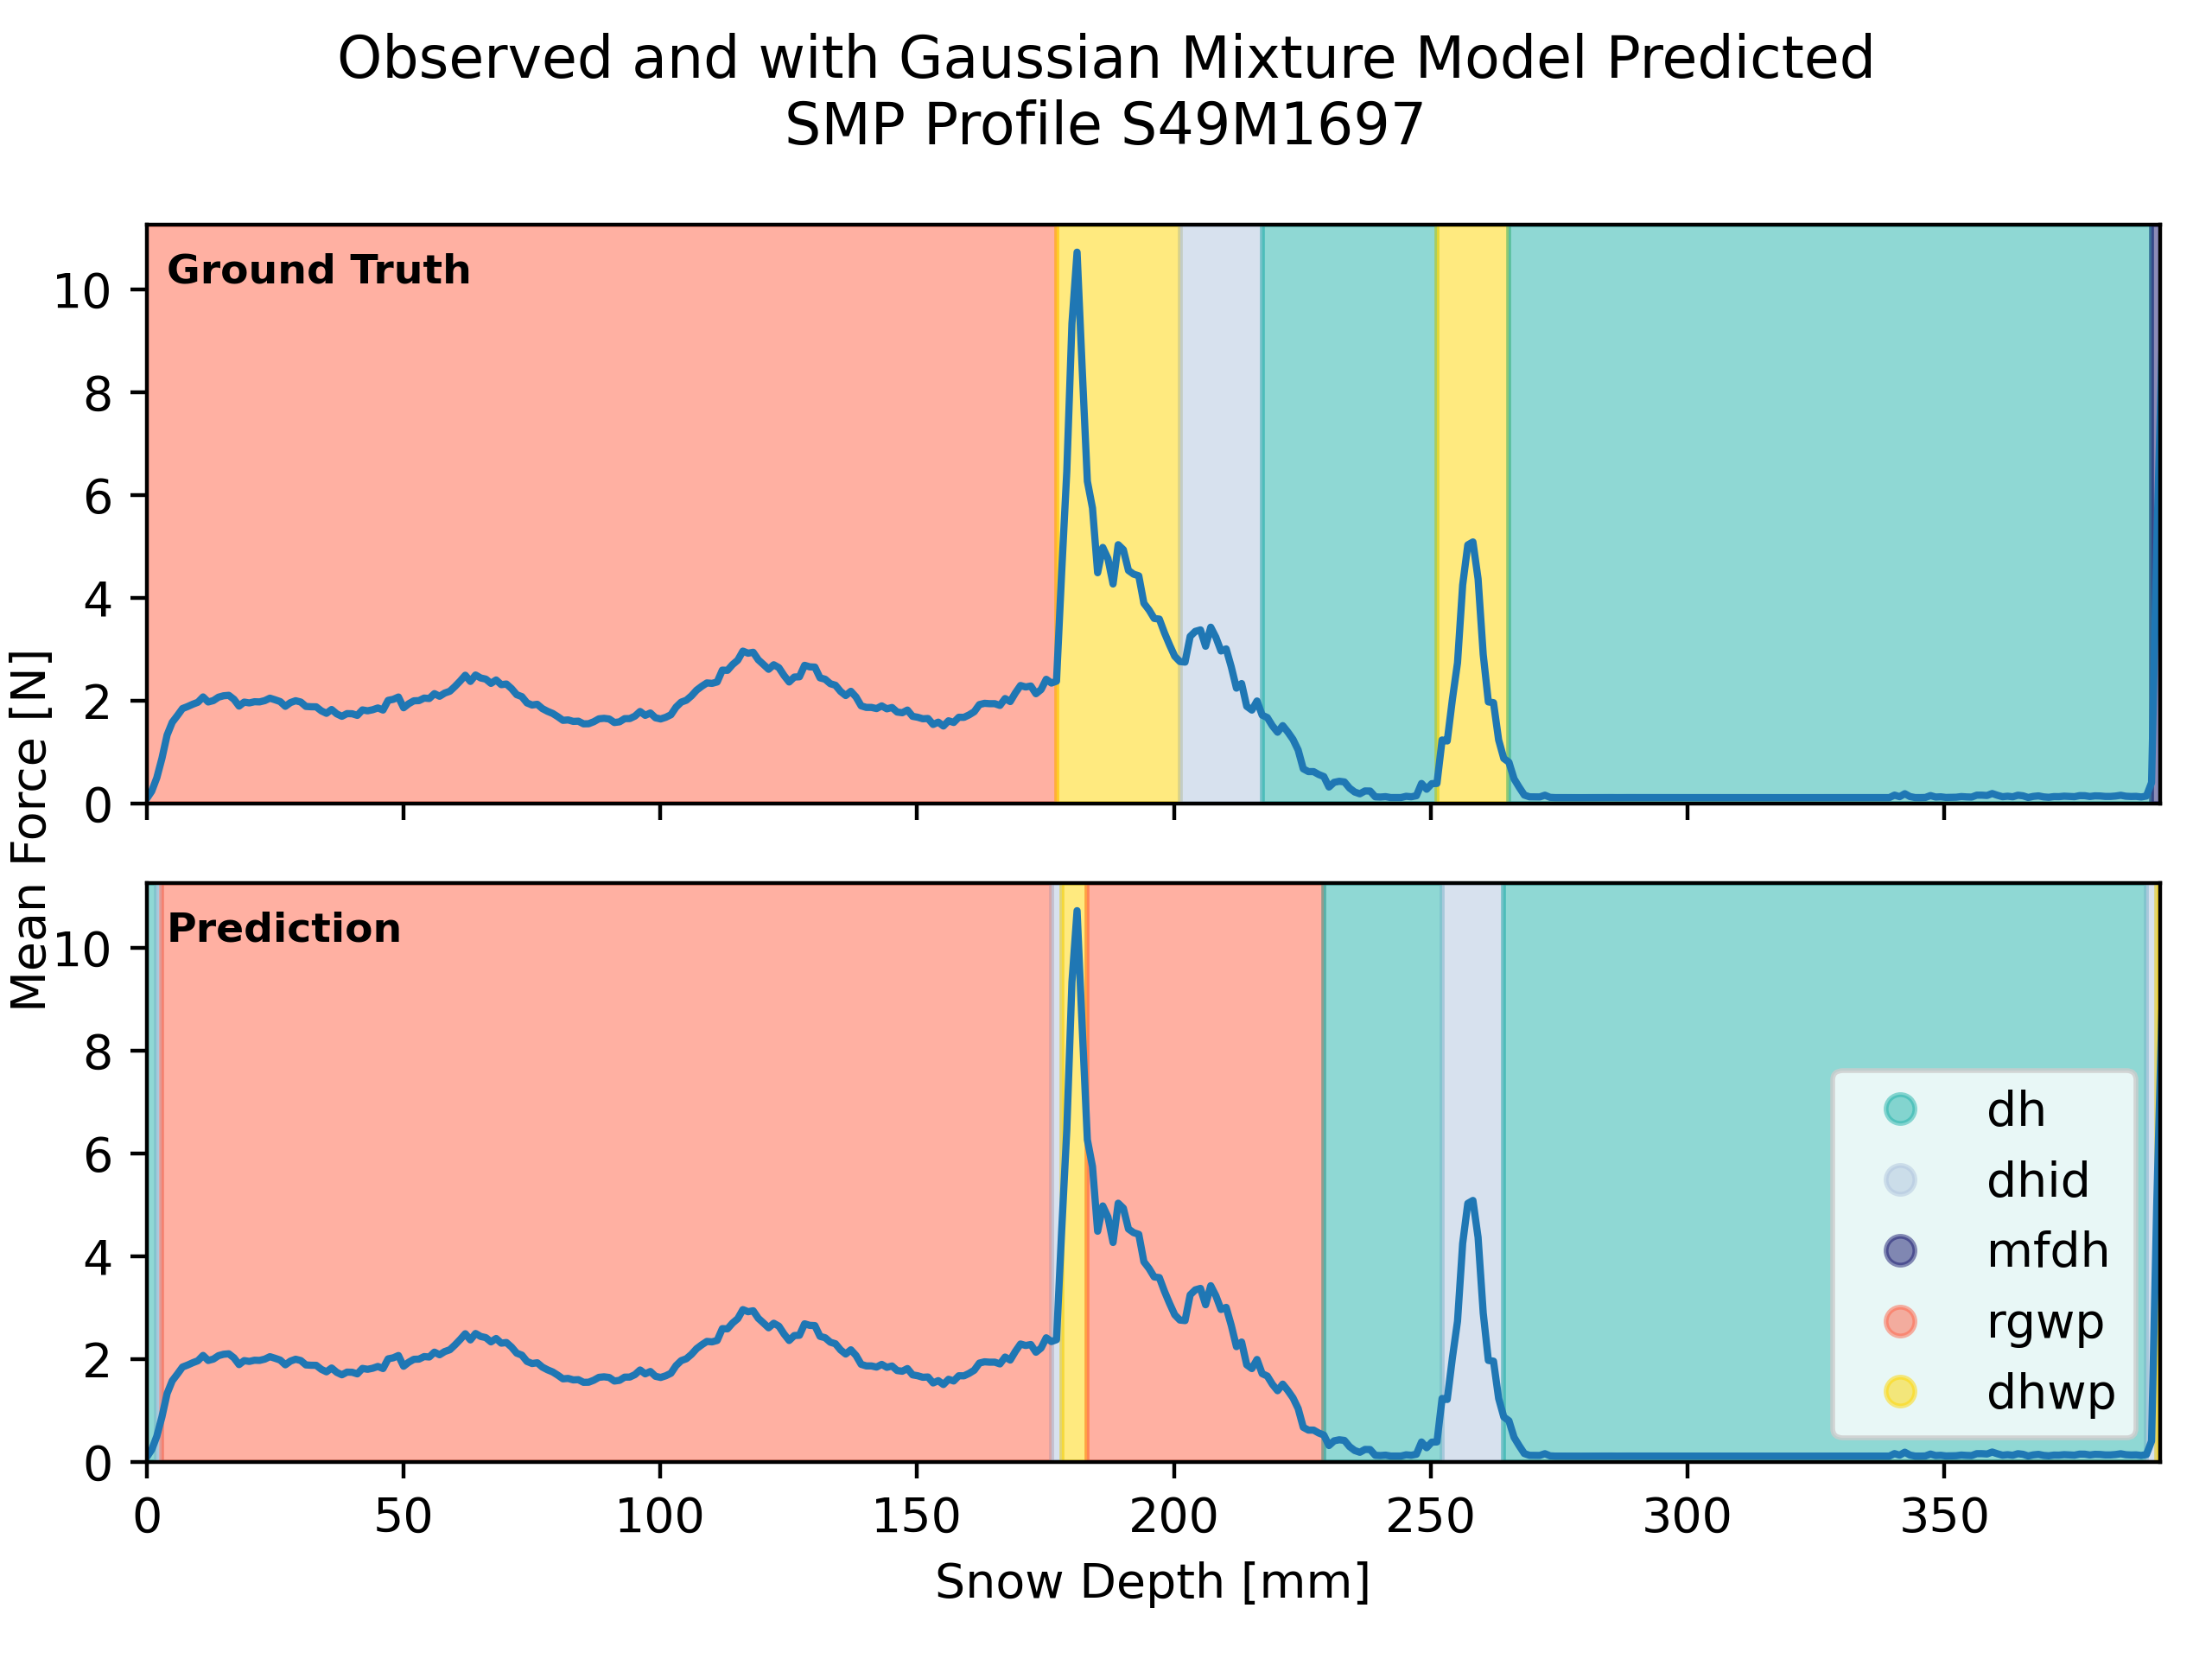 Observed and with Gaussian Mixture Model Predicted
SMP Profile S49M1697
Mean Force [N]
Ground Truth
10
8
6
4
2
0
Prediction
10
8
6
4
2
0
dh
dhid
mfdh
rgwp
dhwp
0 50 100 150 200 250 300 350
Snow Depth [mm]